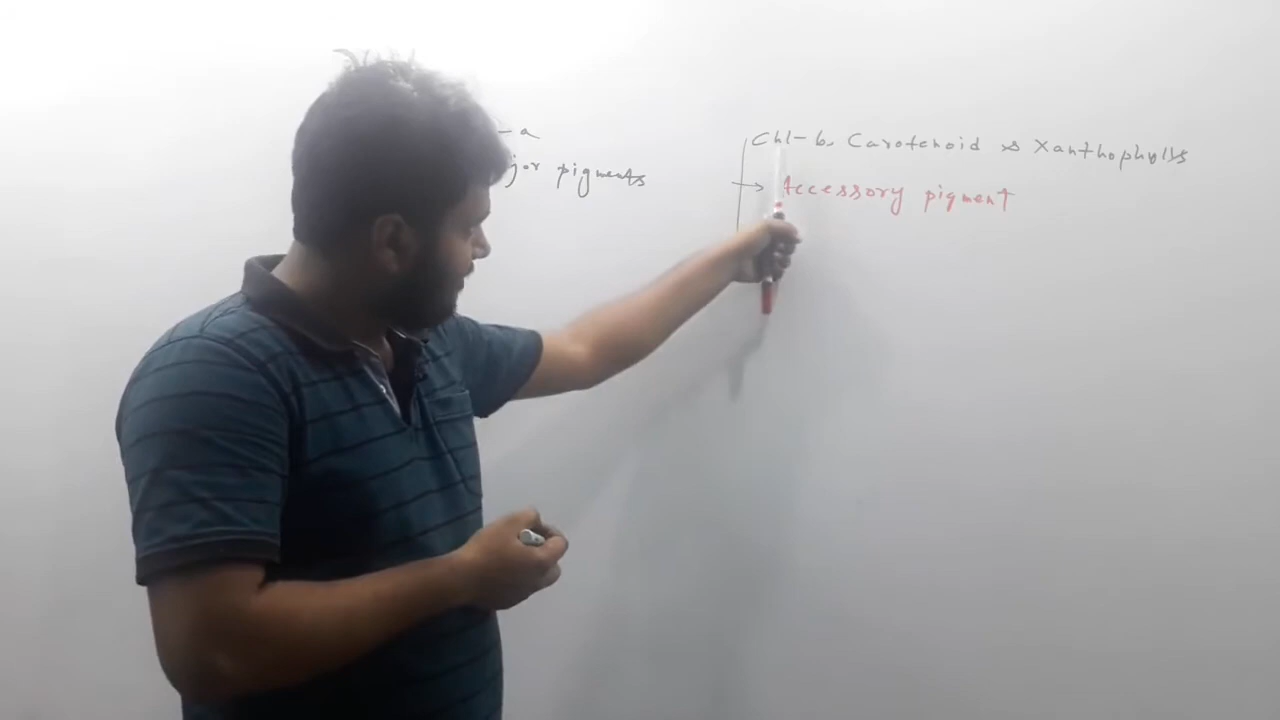 - a
jor pigments
Chl-b, Carotenoid & Xanthophylls
→ Accessory pigment